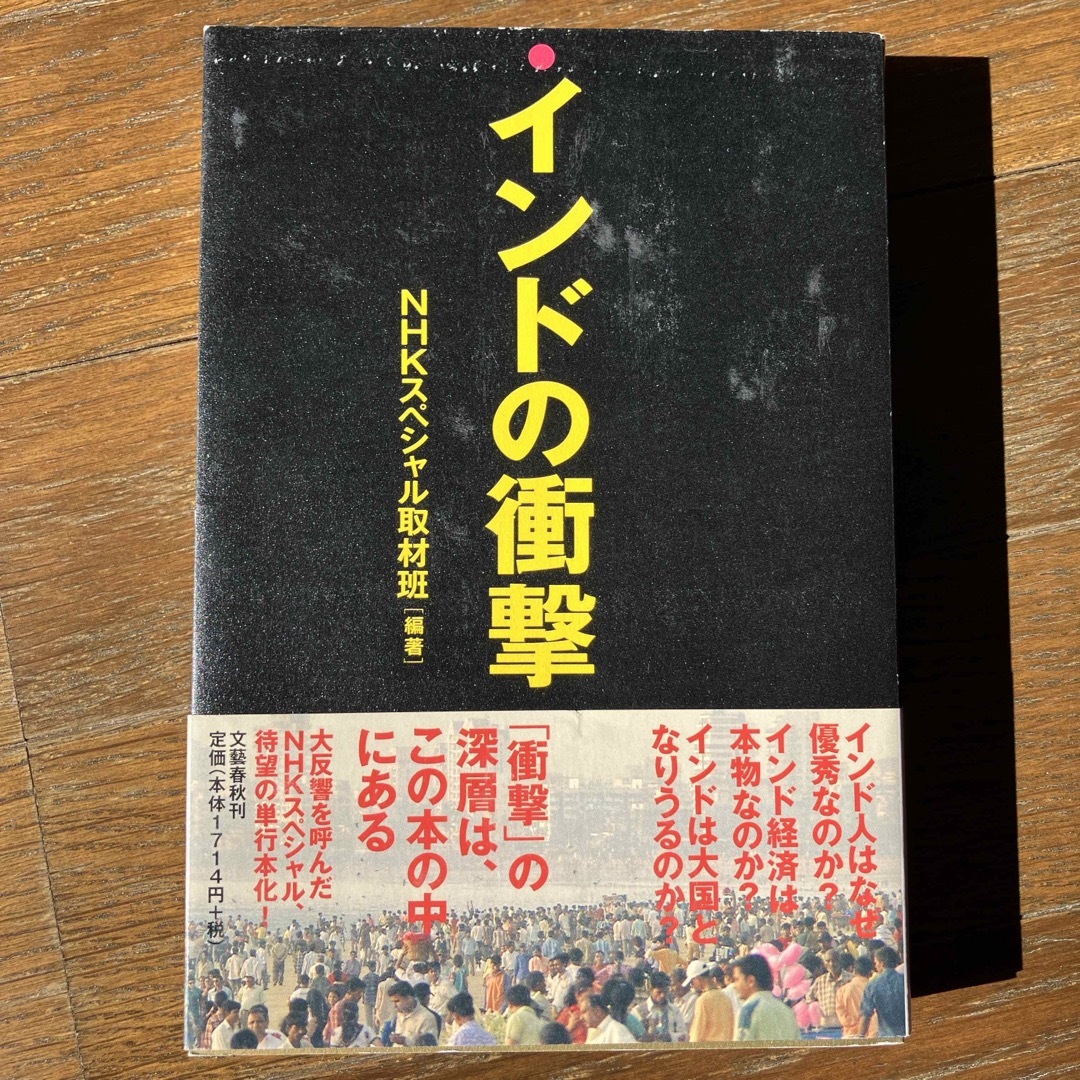 インドの衝撃
NHKスペシャル取材班[編著]
インド人はなぜ
優秀なのか?
インド経済は
本物なのか?
インドは大国と
なりうるのか?
「衝撃」の
深層は、
この本の中
にある
大反響を呼んだ
NHKスペシャル、
待望の単行本化!
文藝春秋刊
定価(本体1714円+税)